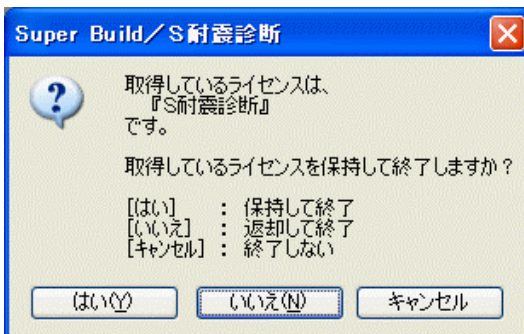 Super Build／S耐震診断
取得しているライセンスは、
『S耐震診断』
です。
取得しているライセンスを保持して終了しますか？
[はい] ： 保持して終了
[いいえ] ： 返却して終了
[キャンセル] ： 終了しない
はい(Y) いいえ(N) キャンセル